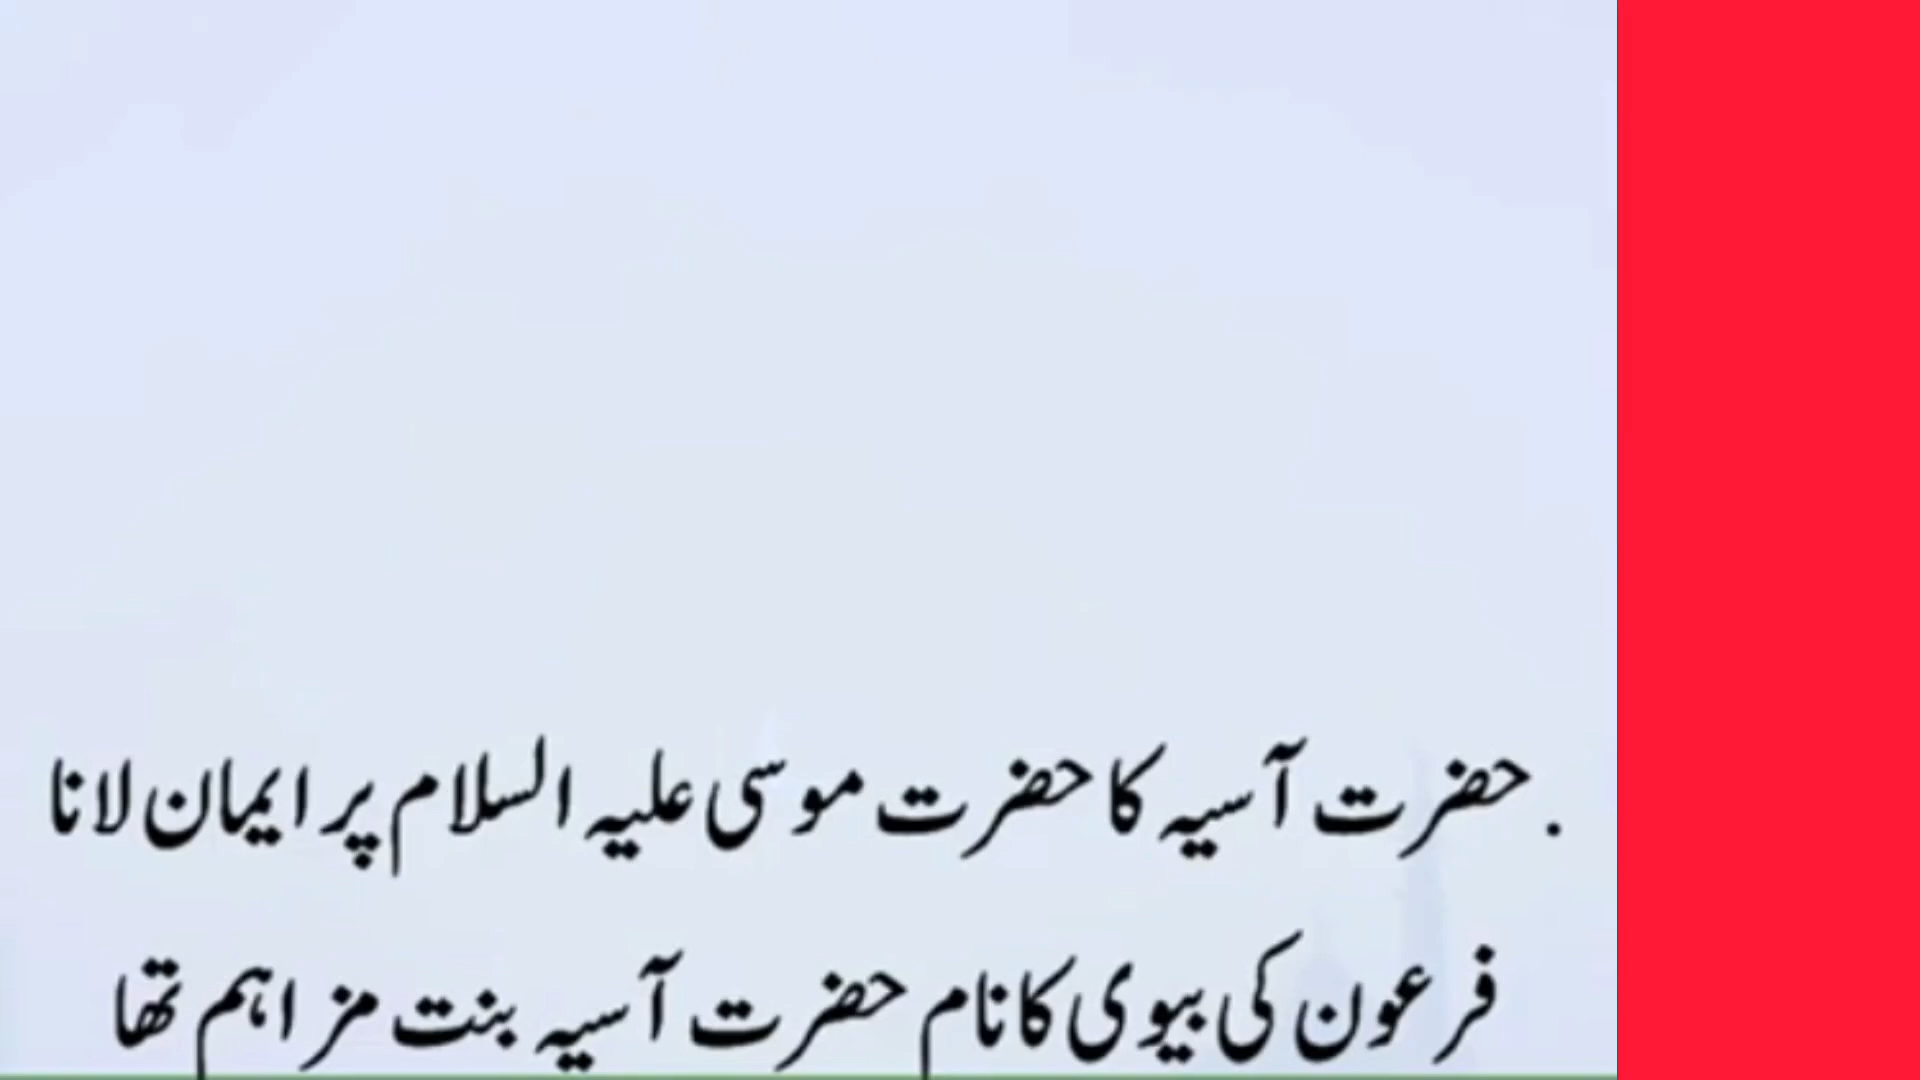 . حضرت آسیہ کا حضرت موسی علیہ السلام پر ایمان لانا
فرعون کی بیوی کا نام حضرت آسیہ بنت مزاہم تھا